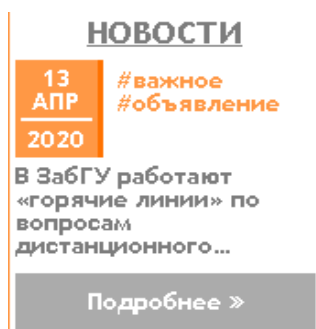 НОВОСТИ
13
АПР
2020
#важное
#объявление
В ЗабГУ работают
«горячие линии» по
вопросам
дистанционного...
Подробнее »